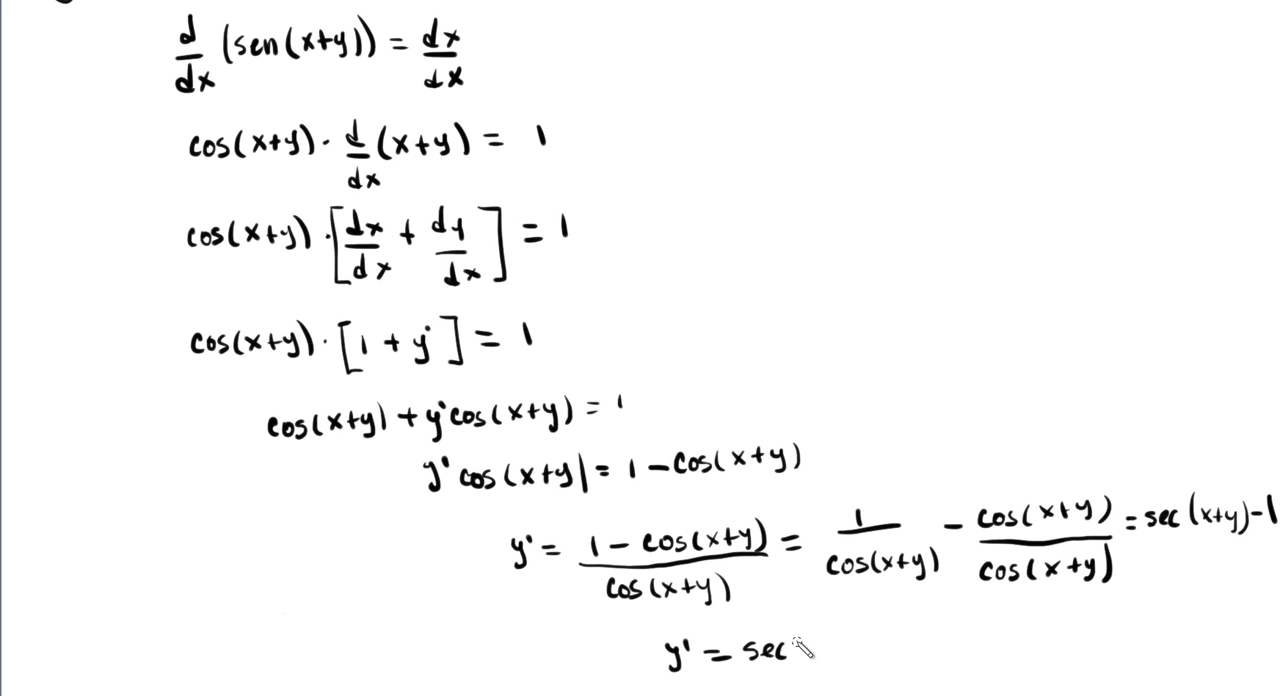 d/dx (sen(x+y)) = dx/dx
cos(x+y) · d/dx (x+y) = 1
cos(x+y) · [dx/dx + dy/dx] = 1
cos(x+y) · [1 + y'] = 1
cos(x+y) + y'cos(x+y) = 1
y' cos(x+y) = 1 - cos(x+y)
y' = (1 - cos(x+y))/cos(x+y) = 1/cos(x+y) - cos(x+y)/cos(x+y) = sec(x+y)-1
y' = sec